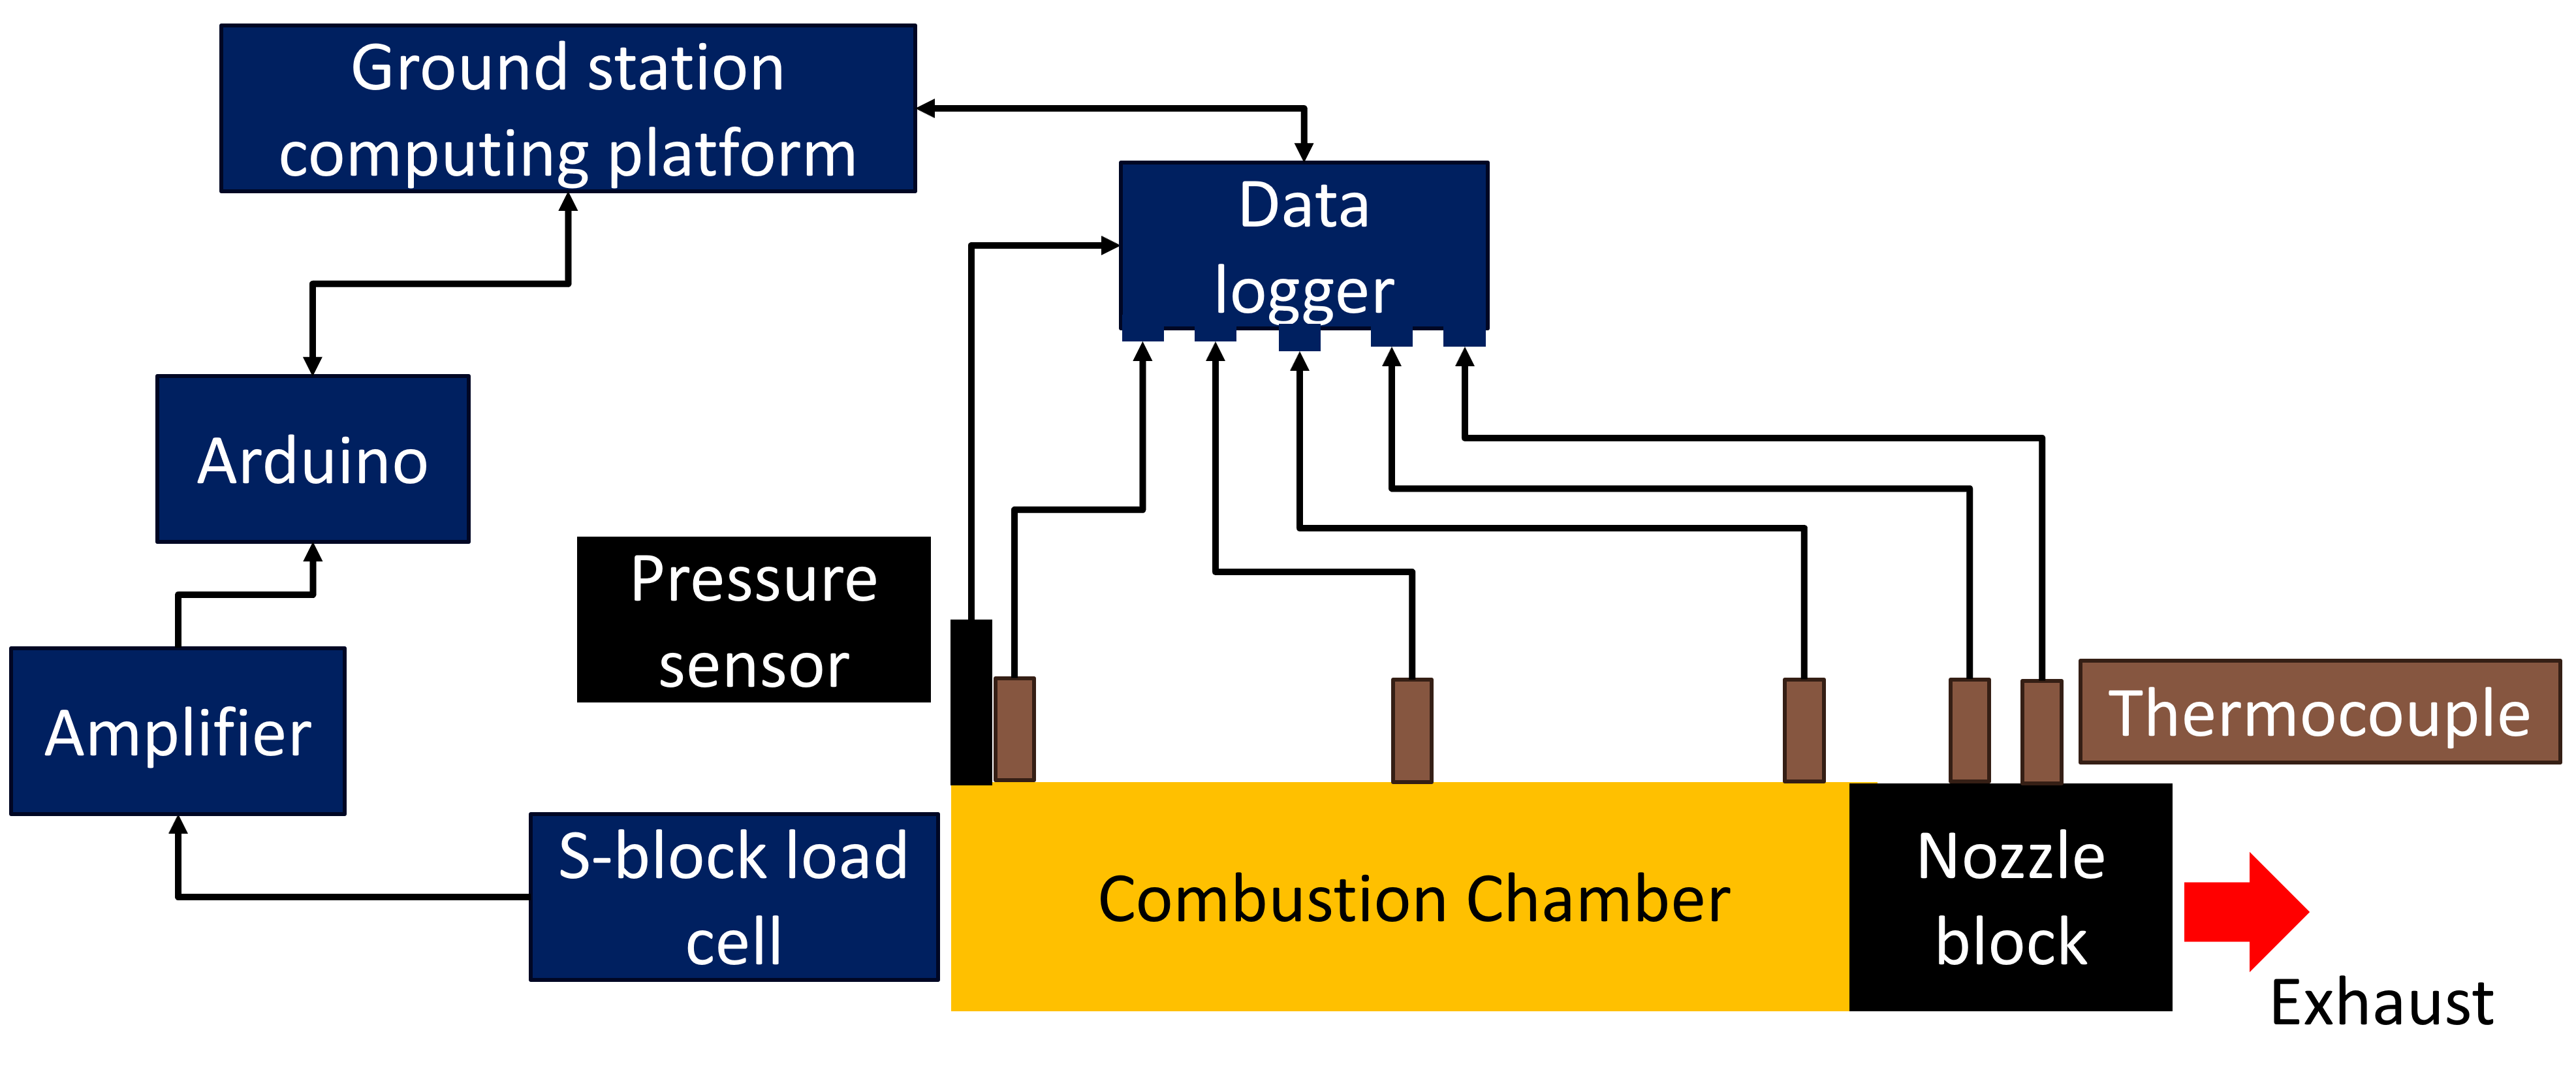 Ground station
computing platform
Data
logger
Arduino
Pressure
sensor
Amplifier
Thermocouple
S-block load
cell
Combustion Chamber
Nozzle
block
Exhaust